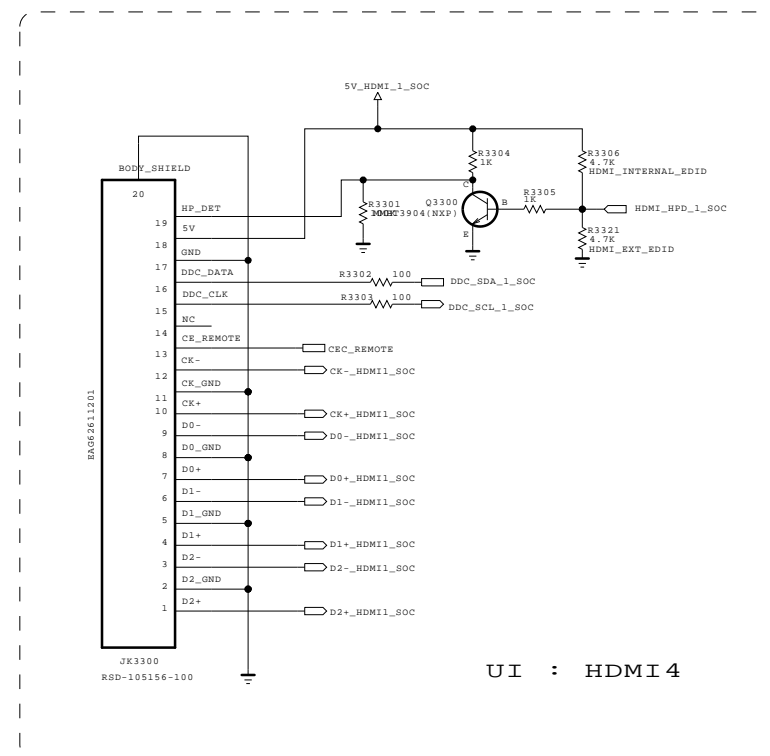 5V_HDMI_1_SOC
BODY_SHIELD
20
R3304
1K
R3306
4.7K
HDMI_INTERNAL_EDID
R3301
Q3300
MMBT3904(NXP)
C
B
E
R3305
1K
HDMI_HPD_1_SOC
R3321
4.7K
HDMI_EXT_EDID
19
HP_DET
18
5V
17
GND
16
DDC_DATA
R3302 100
DDC_SDA_1_SOC
15
DDC_CLK
R3303 100
DDC_SCL_1_SOC
14
NC
13
CE_REMOTE
CEC_REMOTE
12
CK-
CK-_HDMI1_SOC
11
CK_GND
10
CK+
CK+_HDMI1_SOC
9
D0-
D0-_HDMI1_SOC
8
D0_GND
7
D0+
D0+_HDMI1_SOC
6
D1-
D1-_HDMI1_SOC
5
D1_GND
4
D1+
D1+_HDMI1_SOC
3
D2-
D2-_HDMI1_SOC
2
D2_GND
1
D2+
D2+_HDMI1_SOC
EAG62611201
JK3300
RSD-105156-100
UI : HDMI4